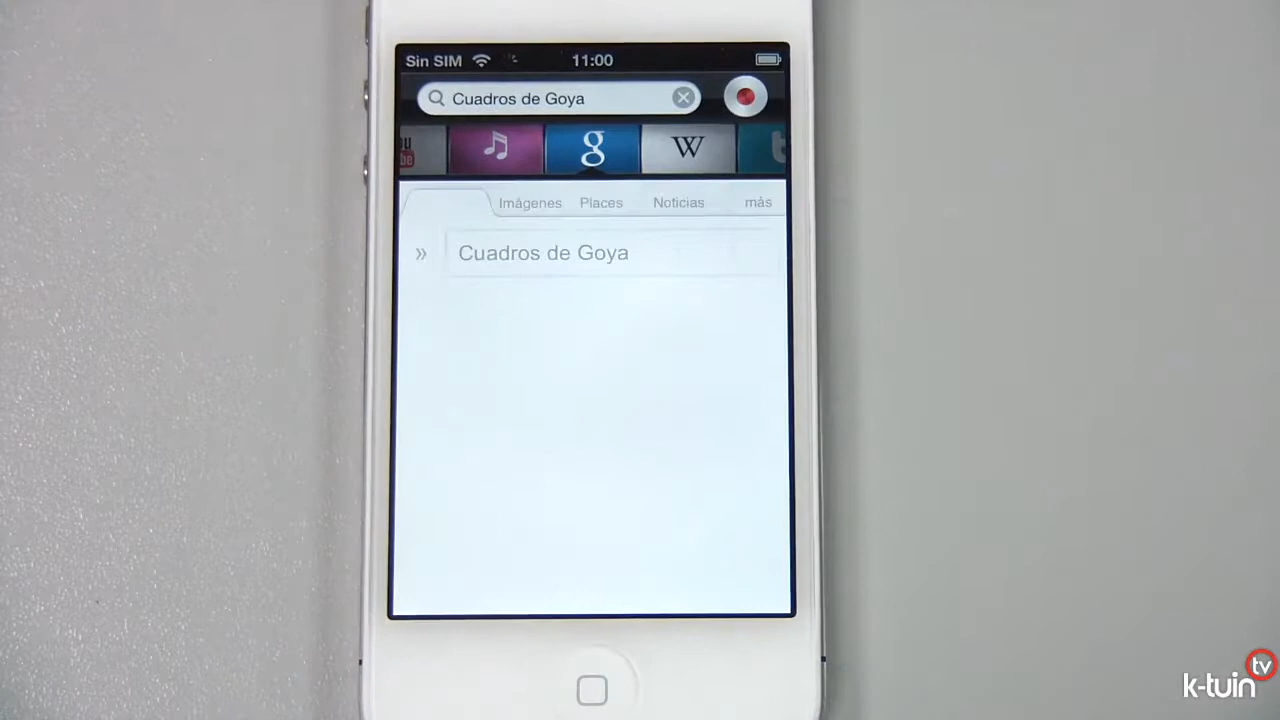 Sin SIM 11:00
Cuadros de Goya
g W
Imágenes Places Noticias más
» Cuadros de Goya
k-tuin tv